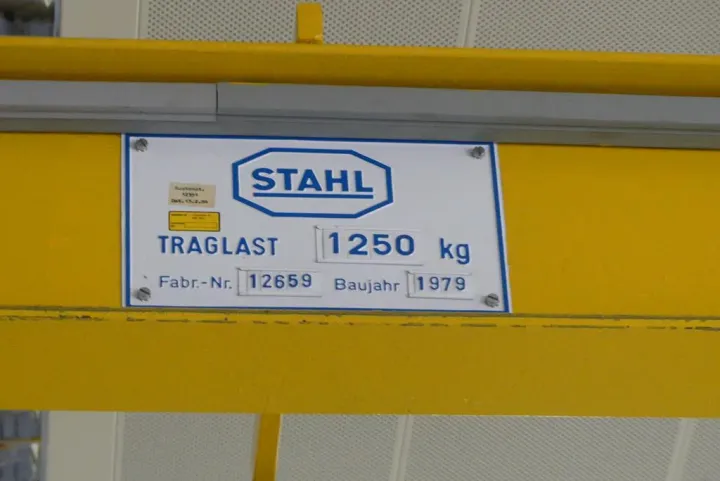 STAHL
TRAGLAST 1250 kg
Fabr.-Nr. 12659 Baujahr 1979